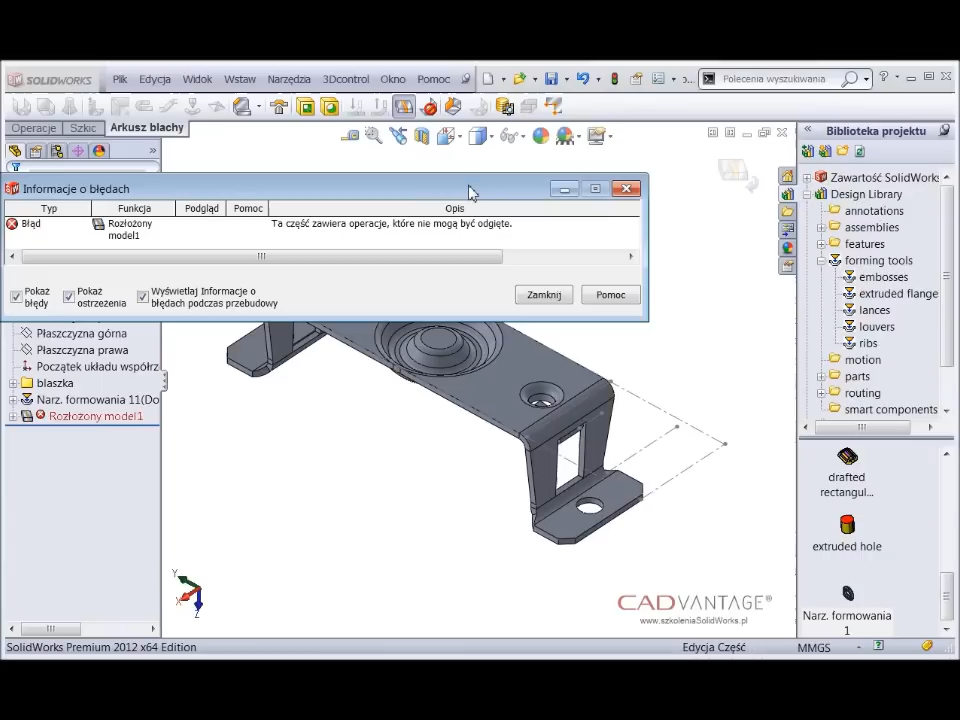 SOLIDWORKS Plik Edycja Widok Wstaw Narzędzia 3Dcontrol Okno Pomoc Polecenia wyszukiwania
Operacje Szkic Arkusz blachy
Biblioteka projektu
Informacje o błędach
Typ Funkcja Podgląd Pomoc Opis
Błąd Rozłożony model1 Ta część zawiera operacje, które nie mogą być odgięte.
Pokaż błędy
Pokaż ostrzeżenia
Wyświetlaj Informacje o błędach podczas przebudowy
Zamknij Pomoc
Płaszczyzna górna
Płaszczyzna prawa
Początek układu współrz
blaszka
Narz. formowania 11(Do
Rozłożony model1
Zawartość SolidWorks
Design Library
annotations
assemblies
features
forming tools
embosses
extruded flange
lances
louvers
ribs
motion
parts
routing
smart components
drafted
rectangul...
extruded hole
Narz. formowania
1
Y
X
Z
CADVANTAGE®
www.szkoleniaSolidWorks.pl
SolidWorks Premium 2012 x64 Edition Edycja Część MMGS